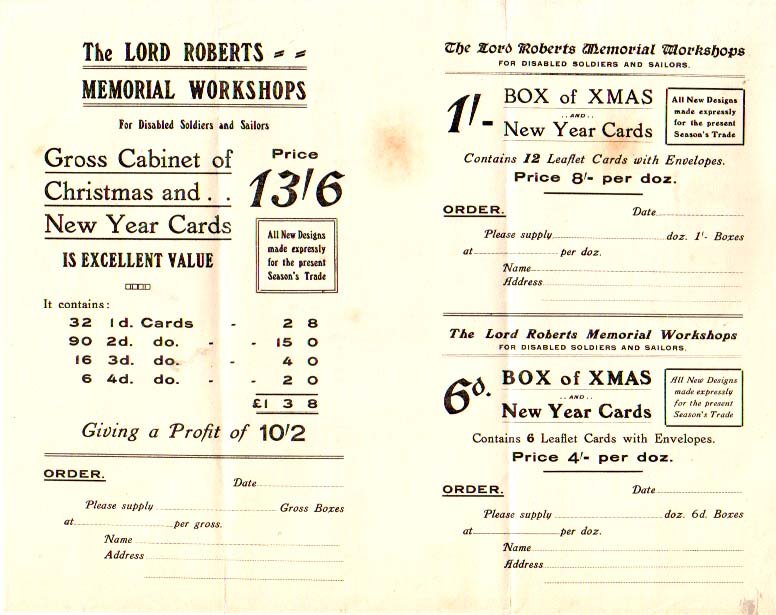 The LORD ROBERTS
MEMORIAL WORKSHOPS
For Disabled Soldiers and Sailors
Gross Cabinet of
Christmas and . .
New Year Cards
IS EXCELLENT VALUE
Price
13/6
All New Designs
made expressly
for the present
Season's Trade
It contains:
32 1d. Cards - 2 8
90 2d. do. - - 15 0
16 3d. do. - 4 0
6 4d. do. - - 2 0
£1 3 8
Giving a Profit of 10/2
ORDER.
Date
Please supply Gross Boxes
at per gross.
Name
Address
The Lord Roberts Memorial Workshops
FOR DISABLED SOLDIERS AND SAILORS.
1/-
BOX of XMAS
..AND..
New Year Cards
All New Designs
made expressly
for the present
Season's Trade
Contains 12 Leaflet Cards with Envelopes.
Price 8/- per doz.
ORDER.
Date
Please supply doz. 1/- Boxes
at per doz.
Name
Address
The Lord Roberts Memorial Workshops
FOR DISABLED SOLDIERS AND SAILORS.
6d.
BOX of XMAS
..AND..
New Year Cards
All New Designs
made expressly
for the present
Season's Trade
Contains 6 Leaflet Cards with Envelopes.
Price 4/- per doz.
ORDER.
Date
Please supply doz. 6d. Boxes
at per doz.
Name
Address